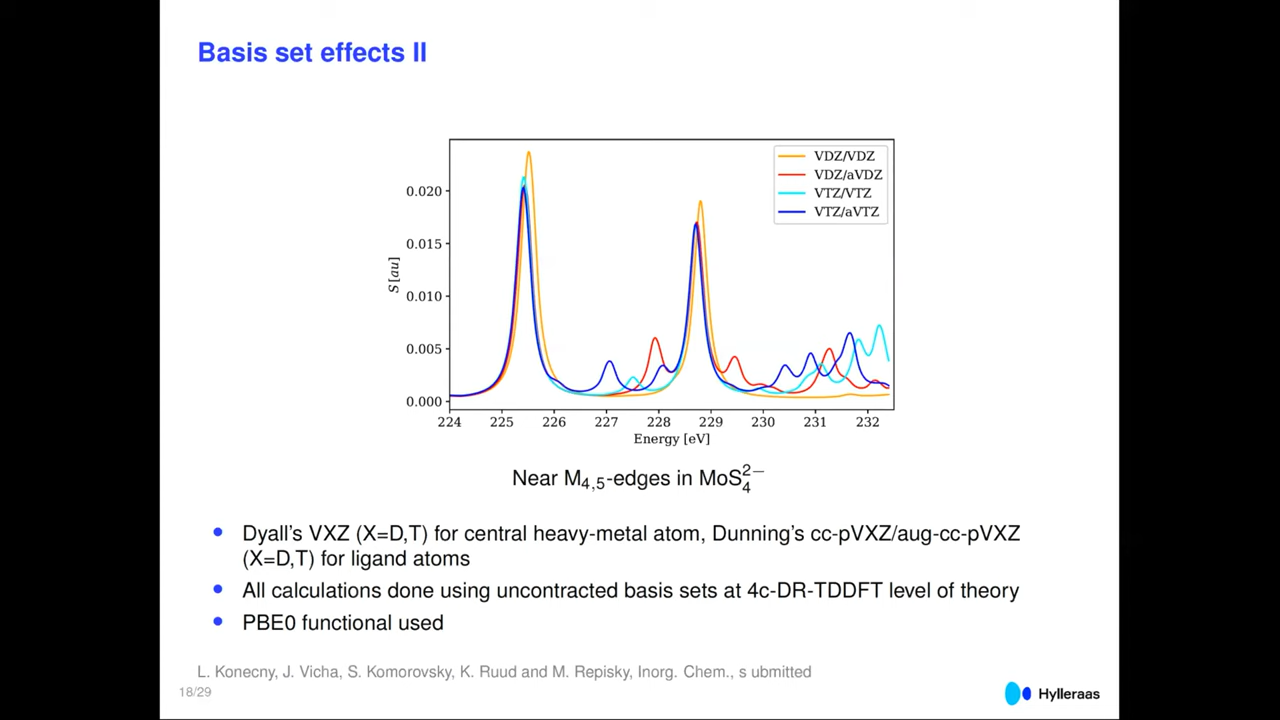 Basis set effects II
VDZ/VDZ
VDZ/aVDZ
VTZ/VTZ
VTZ/aVTZ
0.020
0.015
0.010
0.005
0.000
S [au]
224 225 226 227 228 229 230 231 232
Energy [eV]
Near M4,5-edges in MoS4^2−
• Dyall's VXZ (X=D,T) for central heavy-metal atom, Dunning's cc-pVXZ/aug-cc-pVXZ
(X=D,T) for ligand atoms
• All calculations done using uncontracted basis sets at 4c-DR-TDDFT level of theory
• PBE0 functional used
L. Konecny, J. Vicha, S. Komorovsky, K. Ruud and M. Repisky, Inorg. Chem., s ubmitted
18/29
Hylleraas